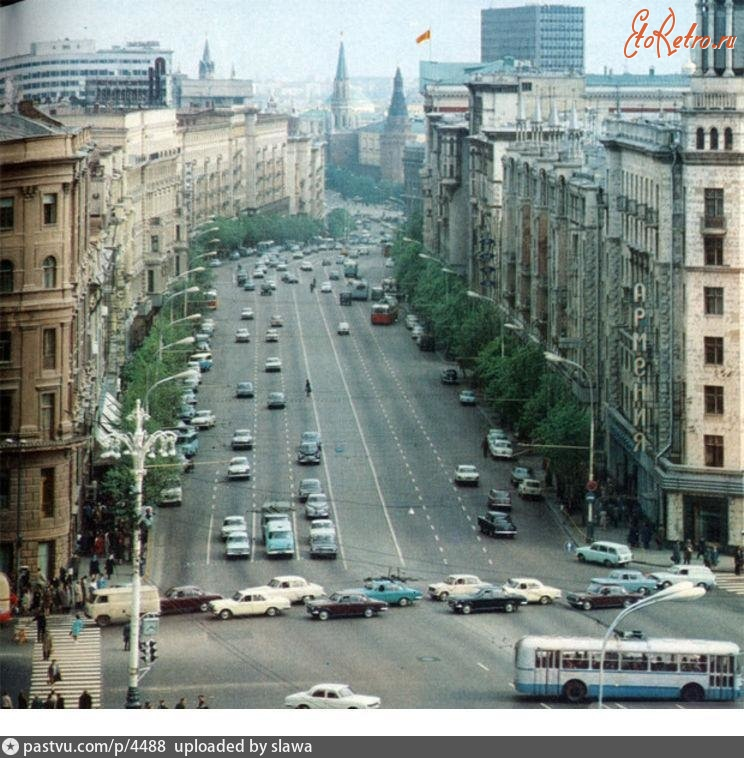 EtoRetro.ru
АРМЕНИЯ
pastvu.com/p/4488 uploaded by slawa